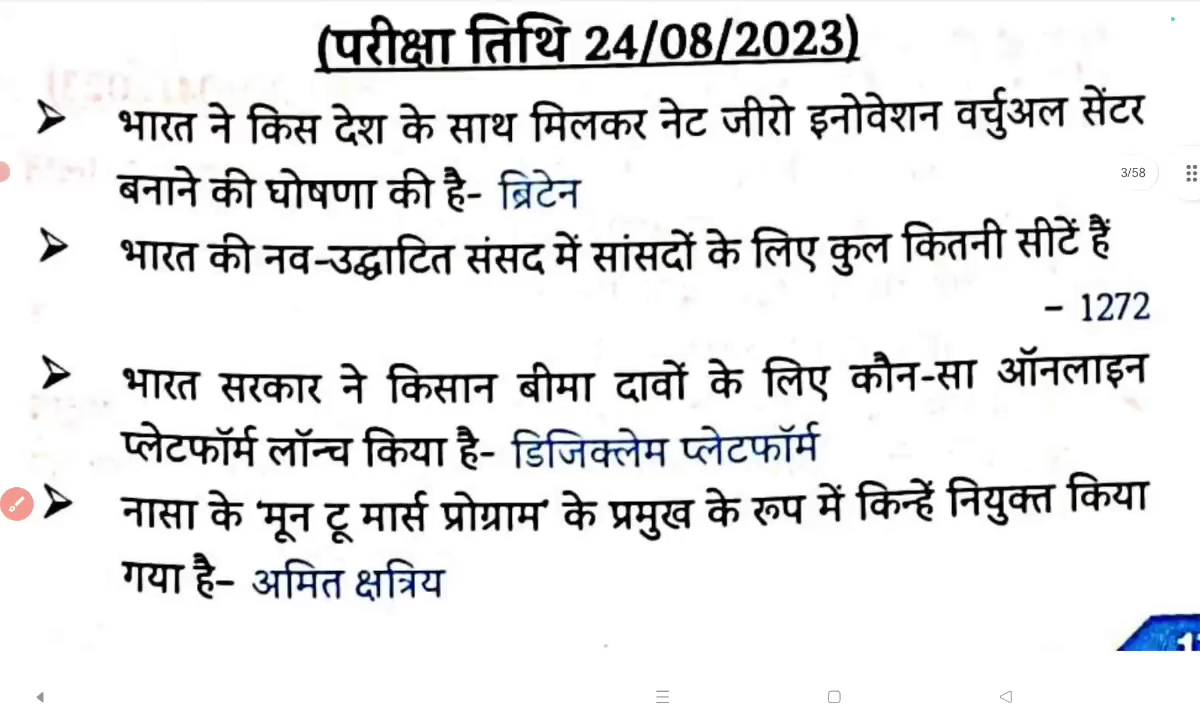 (परीक्षा तिथि 24/08/2023)
➤ भारत ने किस देश के साथ मिलकर नेट जीरो इनोवेशन वर्चुअल सेंटर
बनाने की घोषणा की है- ब्रिटेन
3/58
➤ भारत की नव-उद्घाटित संसद में सांसदों के लिए कुल कितनी सीटें हैं
- 1272
➤ भारत सरकार ने किसान बीमा दावों के लिए कौन-सा ऑनलाइन
प्लेटफॉर्म लॉन्च किया है- डिजिक्लेम प्लेटफॉर्म
➤ नासा के 'मून टू मार्स प्रोग्राम' के प्रमुख के रूप में किन्हें नियुक्त किया
गया है- अमित क्षत्रिय